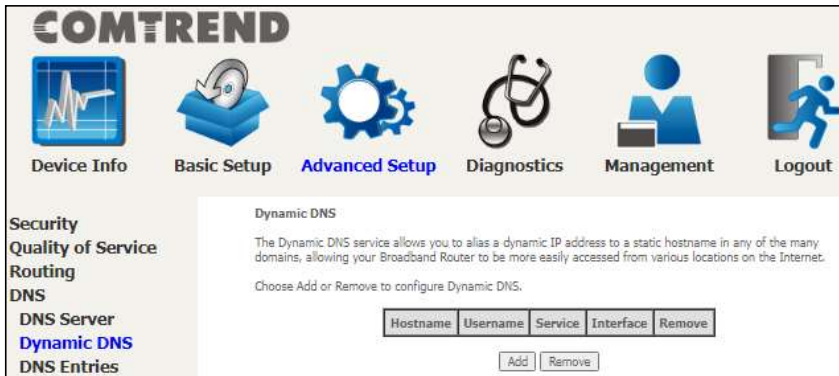 COMTREND
Device Info Basic Setup Advanced Setup Diagnostics Management Logout
Security
Quality of Service
Routing
DNS
DNS Server
Dynamic DNS
DNS Entries
Dynamic DNS
The Dynamic DNS service allows you to alias a dynamic IP address to a static hostname in any of the many
domains, allowing your Broadband Router to be more easily accessed from various locations on the Internet.
Choose Add or Remove to configure Dynamic DNS.
Hostname Username Service Interface Remove
Add Remove